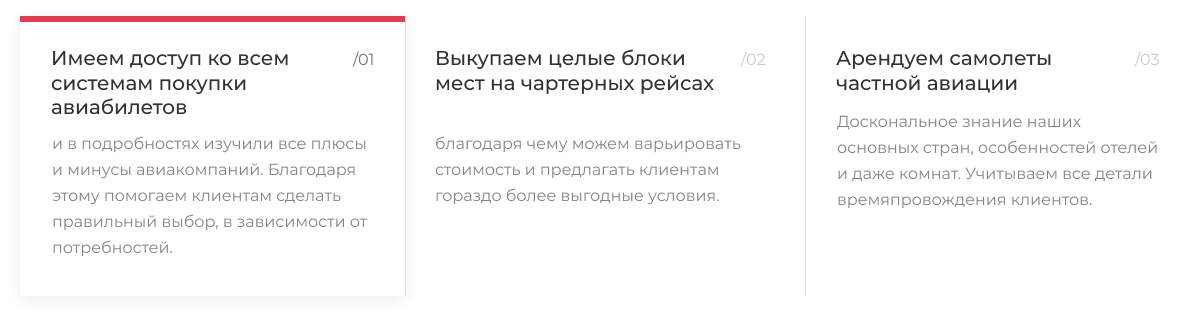 Имеем доступ ко всем
системам покупки
авиабилетов
/01
и в подробностях изучили все плюсы
и минусы авиакомпаний. Благодаря
этому помогаем клиентам сделать
правильный выбор, в зависимости от
потребностей.
Выкупаем целые блоки
мест на чартерных рейсах
/02
благодаря чему можем варьировать
стоимость и предлагать клиентам
гораздо более выгодные условия.
Арендуем самолеты
частной авиации
/03
Доскональное знание наших
основных стран, особенностей отелей
и даже комнат. Учитываем все детали
времяпровождения клиентов.